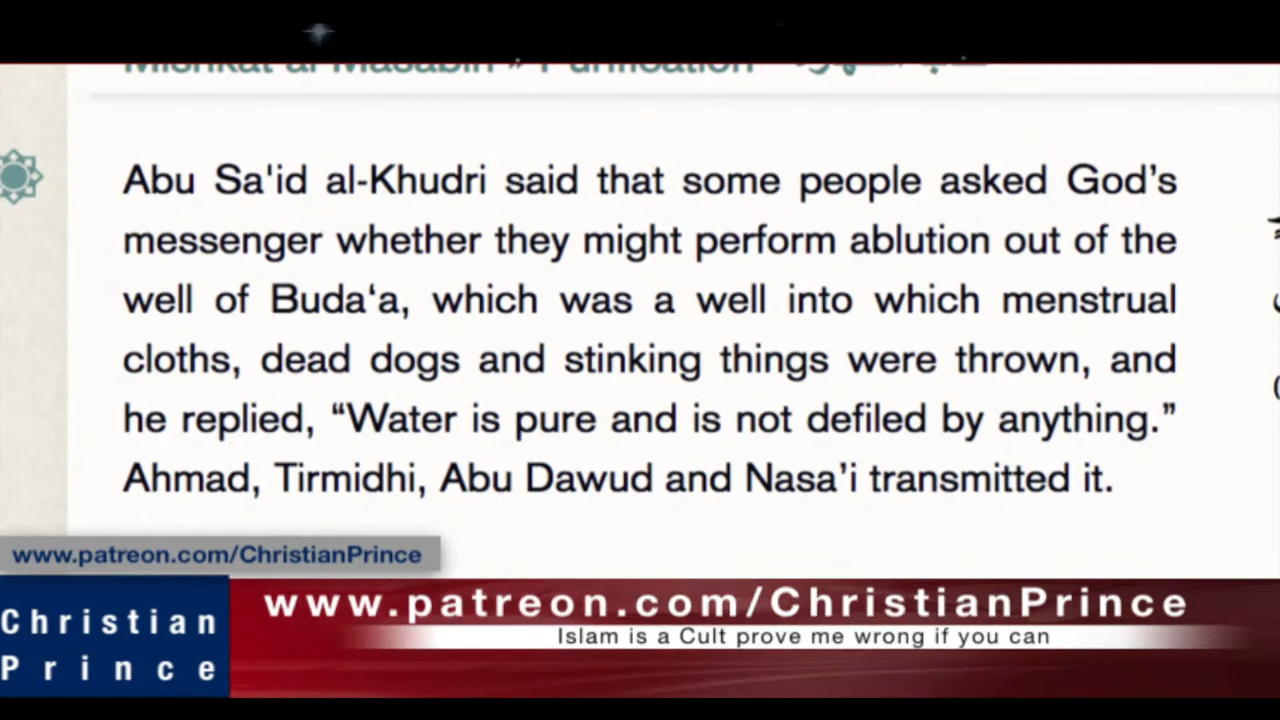 Mishkat al-Masabih » Purification
Abu Sa'id al-Khudri said that some people asked God’s
messenger whether they might perform ablution out of the
well of Buda‘a, which was a well into which menstrual
cloths, dead dogs and stinking things were thrown, and
he replied, “Water is pure and is not defiled by anything.”
Ahmad, Tirmidhi, Abu Dawud and Nasa’i transmitted it.
www.patreon.com/ChristianPrince
www.patreon.com/ChristianPrince
Islam is a Cult prove me wrong if you can
Christian
Prince